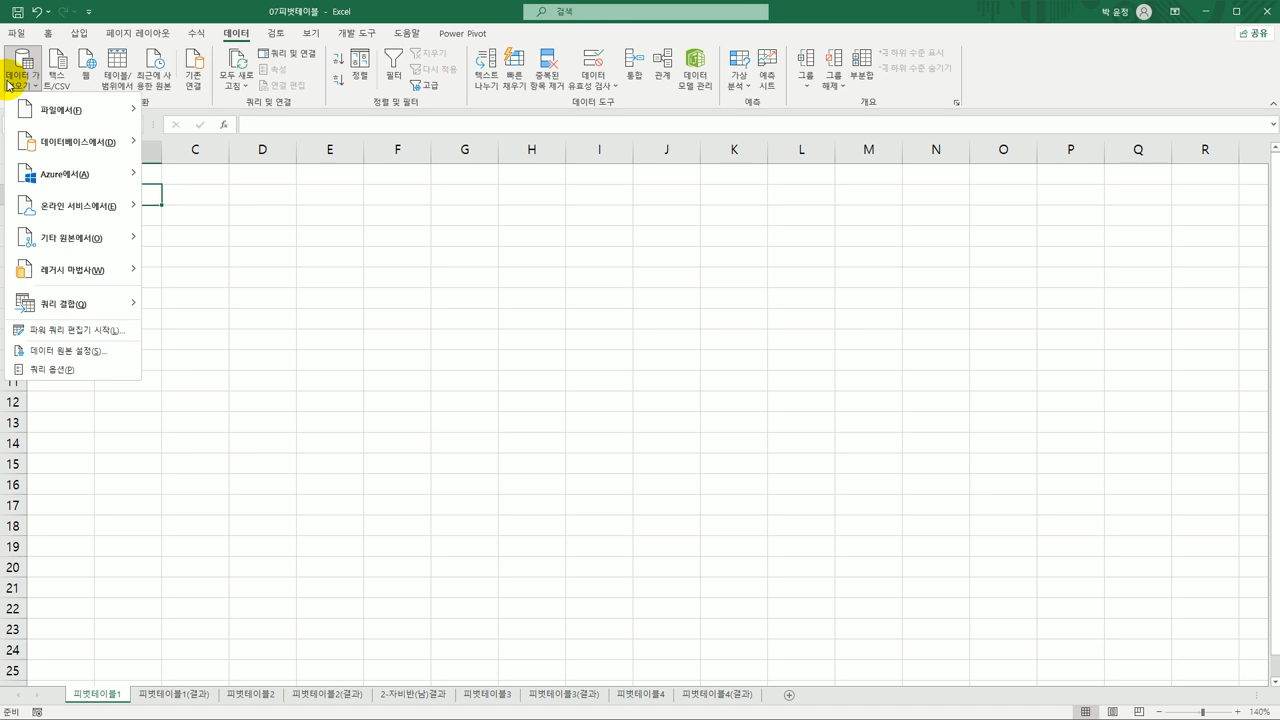 07피벗테이블 - Excel
검색
박 윤정
파일 홈 삽입 페이지 레이아웃 수식 데이터 검토 보기 개발 도구 도움말 Power Pivot
공유
데이터 가
텍스
트/CSV
웹
테이블/
범위에서
최근에 사
용한 원본
기존
연결
모두 새로
고침
쿼리 및 연결
속성
연결 편집
정렬
필터
지우기
다시 적용
고급
텍스트
나누기
빠른
채우기
중복된
항목 제거
데이터
유효성 검사
통합
관계
데이터
모델 관리
가상
분석
예측
시트
그룹
그룹
해제
부분합
하위 수준 표시
하위 수준 숨기기
환
쿼리 및 연결
정렬 및 필터
데이터 도구
예측
개요
파일에서(F)
데이터베이스에서(D)
Azure에서(A)
온라인 서비스에서(E)
기타 원본에서(O)
레거시 마법사(W)
쿼리 결합(Q)
파워 쿼리 편집기 시작(L)...
데이터 원본 설정(S)...
쿼리 옵션(P)
fx
C D E F G H I J K L M N O P Q R
11
12
13
14
15
16
17
18
19
20
21
22
23
24
25
피벗테이블1 피벗테이블1(결과) 피벗테이블2 피벗테이블2(결과) 2-자비반(남)결과 피벗테이블3 피벗테이블3(결과) 피벗테이블4 피벗테이블4(결과)
준비
140%